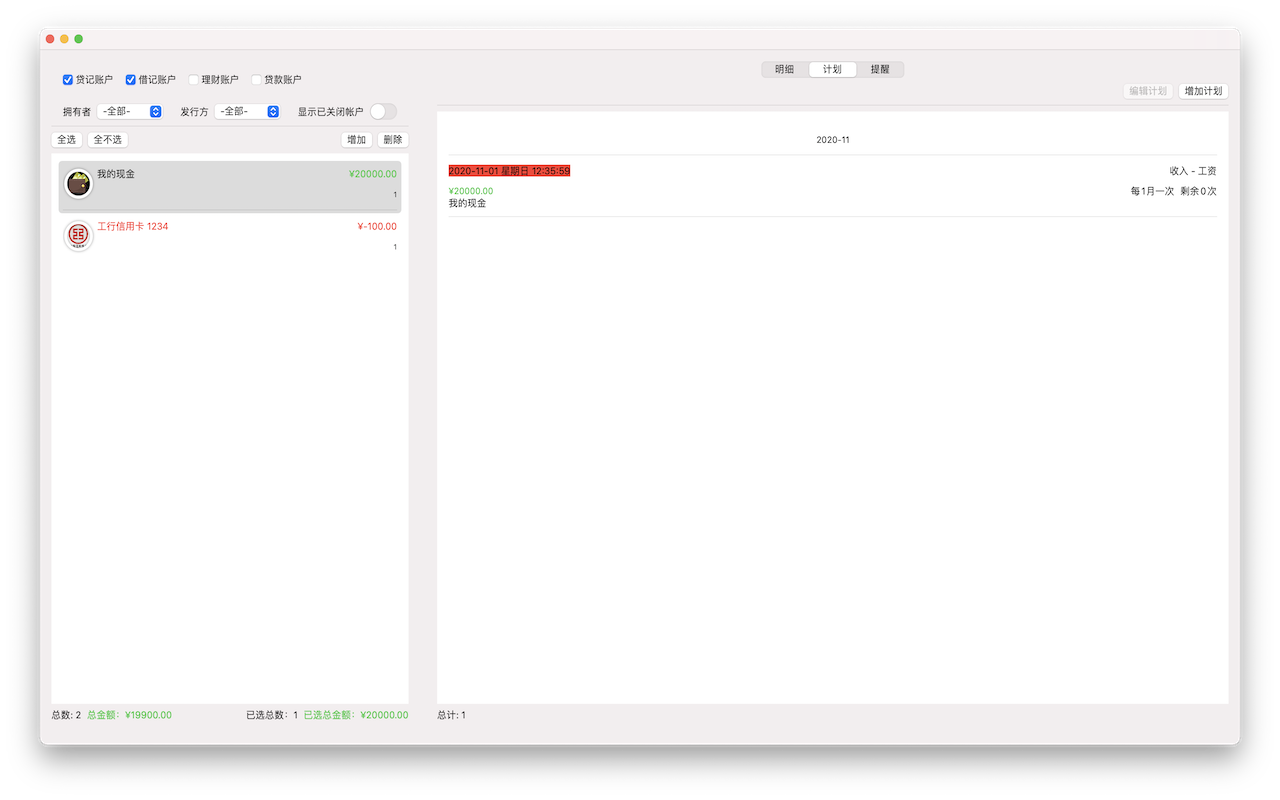 贷记账户 借记账户 理财账户 贷款账户
拥有者 -全部- 发行方 -全部- 显示已关闭帐户
全选 全不选 增加 删除
我的现金 ¥20000.00
1
工行信用卡 1234 ¥-100.00
1
总数: 2 总金额: ¥19900.00 已选总数: 1 已选总金额: ¥20000.00
明细 计划 提醒
编辑计划 增加计划
2020-11
2020-11-01 星期日 12:35:59 收入 - 工资
¥20000.00 每1月一次 剩余0次
我的现金
总计: 1